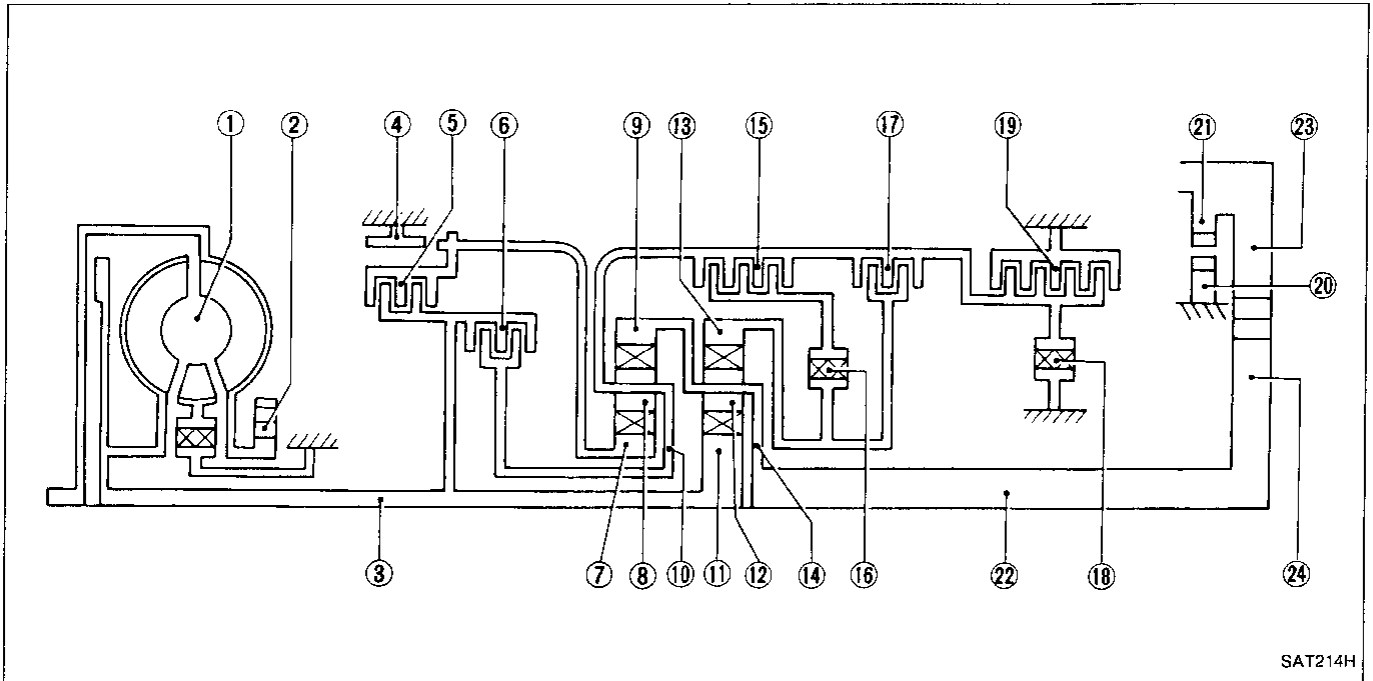 ① ② ④ ⑤ ⑥ ⑨ ⑬ ⑮ ⑰ ⑲ ㉑ ㉓
⑳
③ ⑦ ⑧ ⑩ ⑪ ⑫ ⑭ ⑯ ㉒ ⑱ ㉔
SAT214H